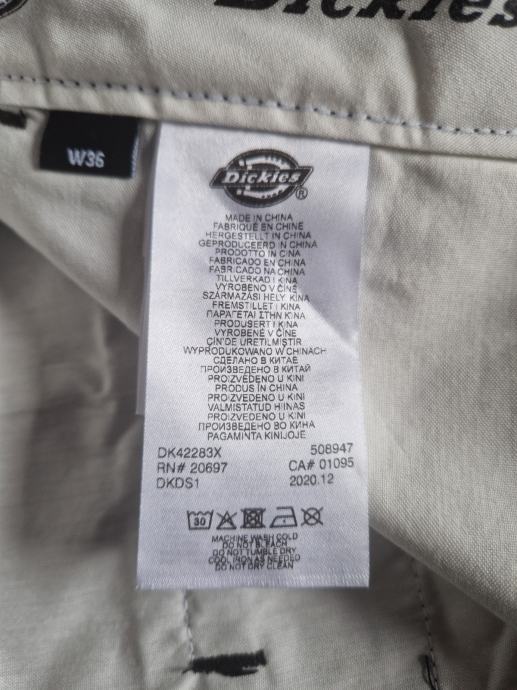 Dickies
W36
Dickies
®
MADE IN CHINA
FABRIQUÉ EN CHINE
HERGESTELLT IN CHINA
GEPRODUCEERD IN CHINA
PRODOTTO IN CINA
FABRICADO EN CHINA
FABRICADO NA CHINA
TILLVERKAD I KINA
VYROBENO V ČÍNĚ
SZÁRMAZÁSI HELY KINA
FREMSTILLET I KINA
ΠΑΡΑΓΕΤΑΙ ΣΤΗΝ ΚΙΝΑ
PRODUSERT I KINA
VYROBENÉ V ČÍNE
ÇİN'DE ÜRETİLMİŞTİR
WYPRODUKOWANO W CHINACH
СДЕЛАНО В КИТАЕ
ПРОИЗВЕДЕНО В КИТАЙ
PROIZVEDENO U KINI
PRODUS IN CHINA
PROIZVEDENO U KINI
VALMISTATUD HIINAS
PROIZVEDENO U KINI
ПРОИЗВЕДЕНО ВО КИНА
PAGAMINTA KINIJOJE
DK42283X 508947
RN# 20697 CA# 01095
DKDS1 2020.12
30
MACHINE WASH COLD
DO NOT BLEACH
DO NOT TUMBLE DRY
COOL IRON AS NEEDED
DO NOT DRY CLEAN